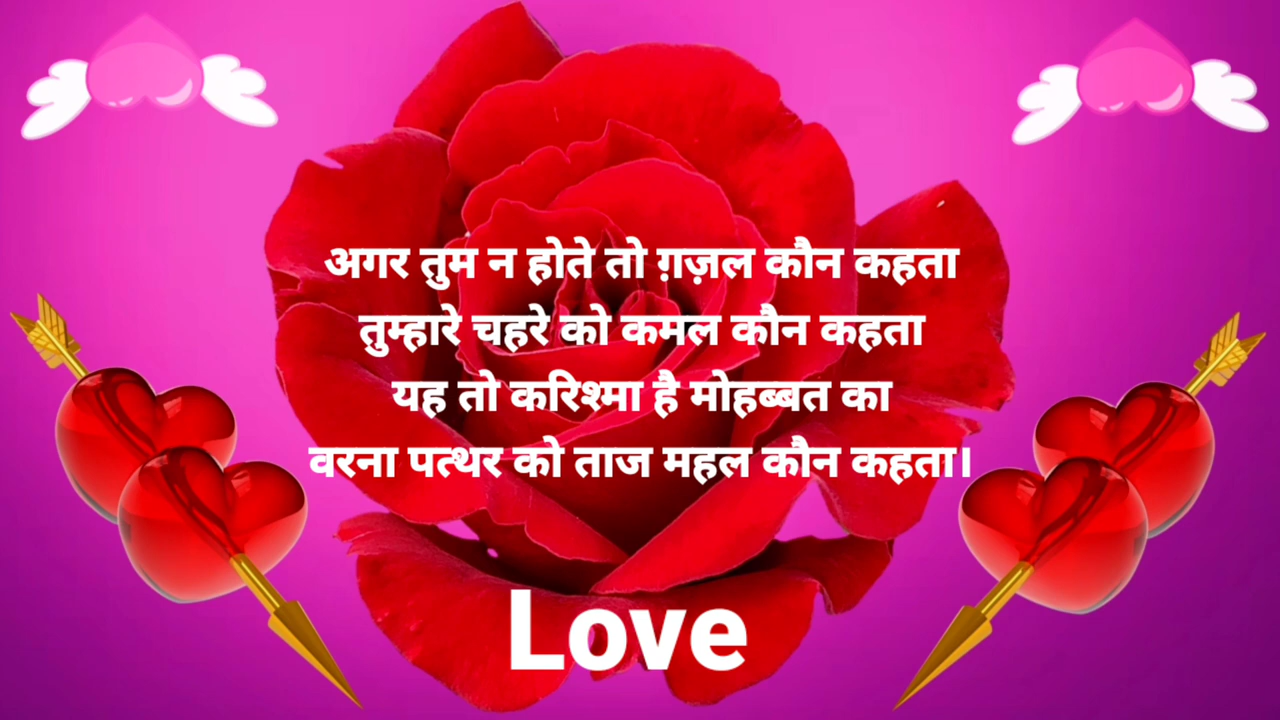 अगर तुम न होते तो ग़ज़ल कौन कहता
तुम्हारे चहरे को कमल कौन कहता
यह तो करिश्मा है मोहब्बत का
वरना पत्थर को ताज महल कौन कहता।
Love